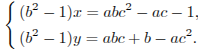 (b² − 1)x = abc² − ac − 1,
(b² − 1)y = abc + b − ac².